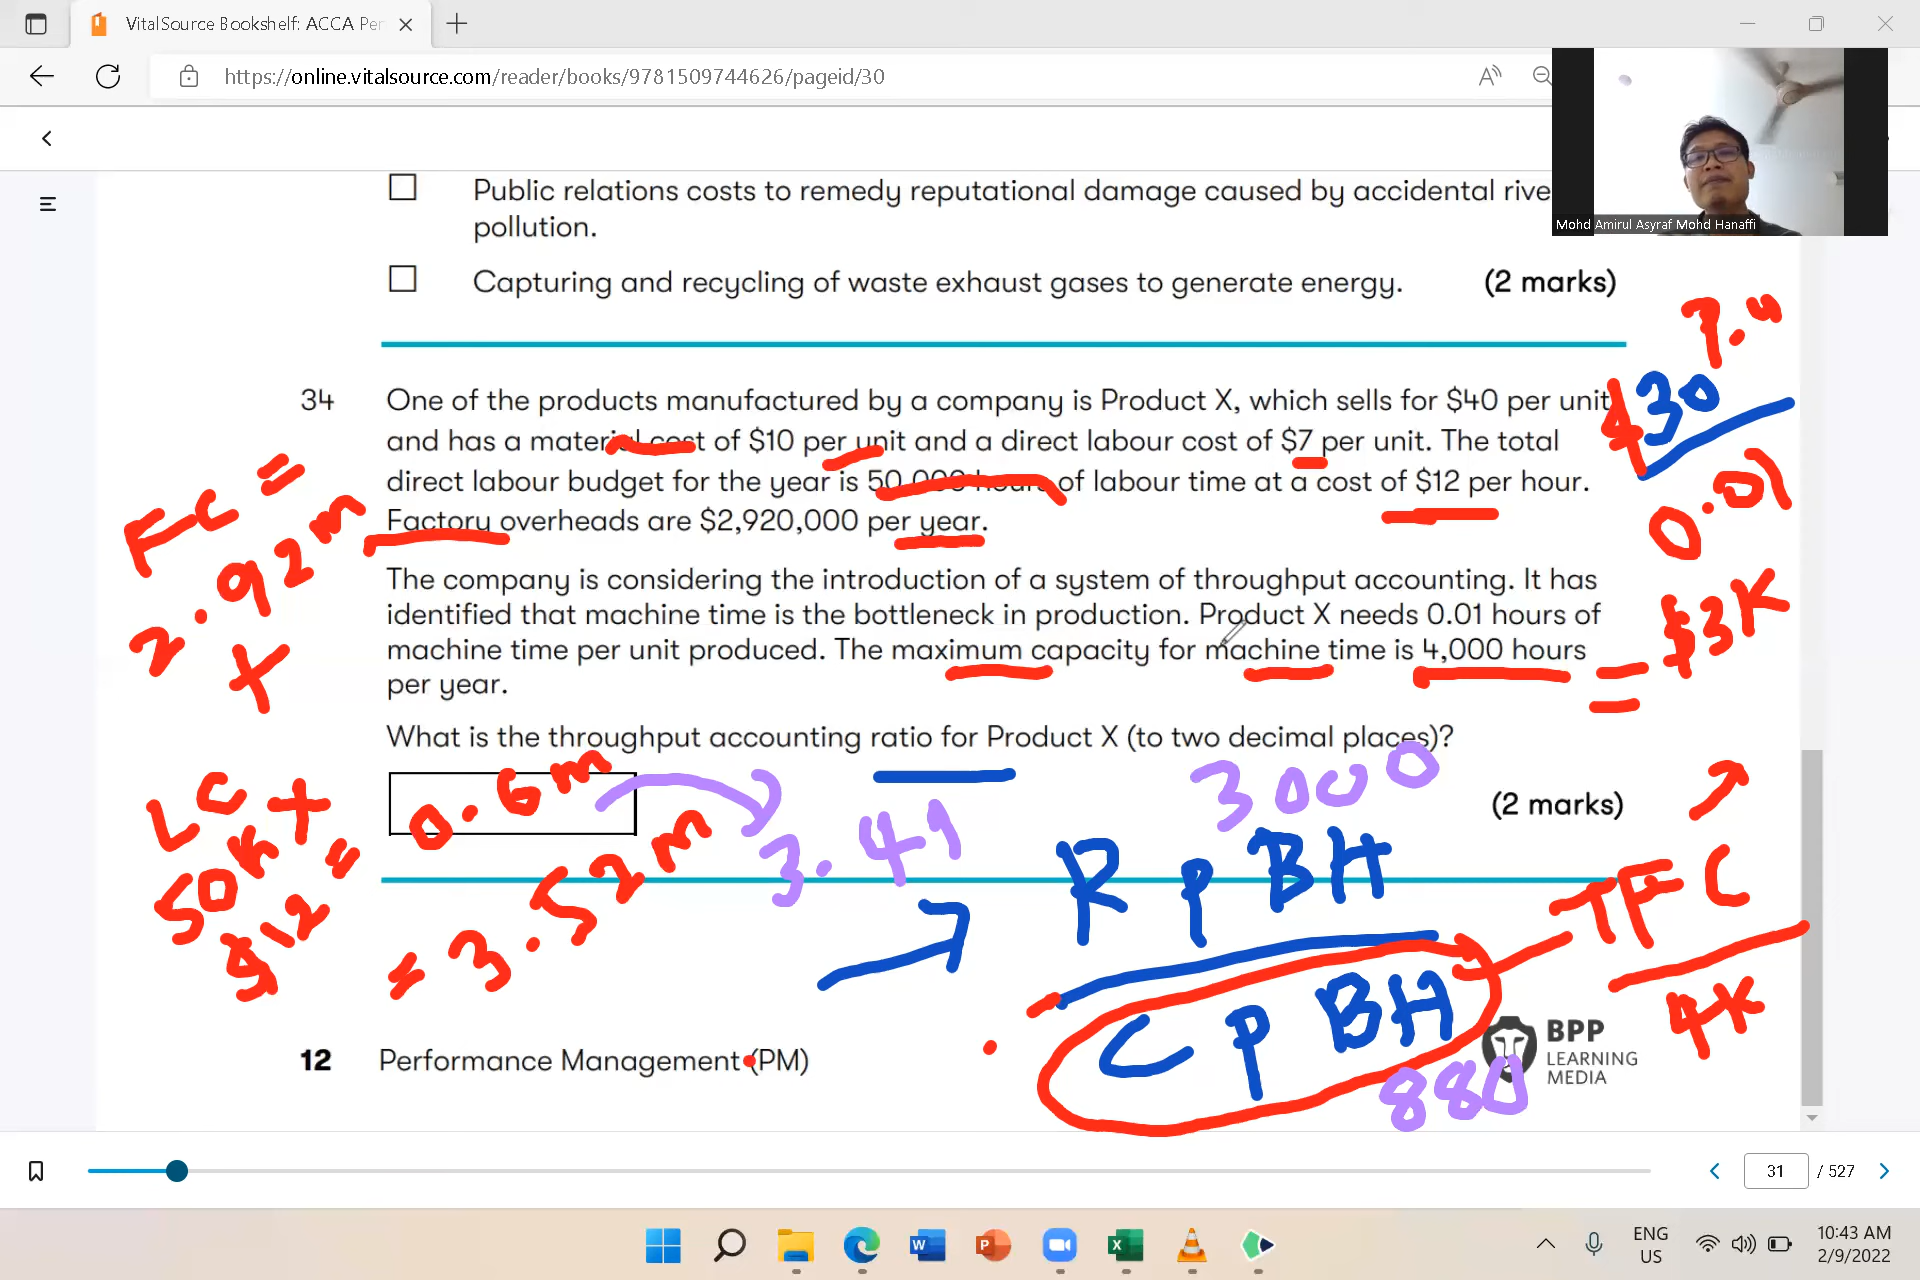 VitalSource Bookshelf: ACCA Per
https://online.vitalsource.com/reader/books/9781509744626/pageid/30
Mohd Amirul Asyraf Mohd Hanaffi
Public relations costs to remedy reputational damage caused by accidental rive
pollution.
Capturing and recycling of waste exhaust gases to generate energy. (2 marks)
34 One of the products manufactured by a company is Product X, which sells for $40 per unit
and has a material cost of $10 per unit and a direct labour cost of $7 per unit. The total
direct labour budget for the year is 50,000 hours of labour time at a cost of $12 per hour.
Factory overheads are $2,920,000 per year.
The company is considering the introduction of a system of throughput accounting. It has
identified that machine time is the bottleneck in production. Product X needs 0.01 hours of
machine time per unit produced. The maximum capacity for machine time is 4,000 hours
per year.
What is the throughput accounting ratio for Product X (to two decimal places)?
(2 marks)
$30
0.01
= $3K
FC =
2.92m
+
LC
50K x
$12 =
0.6m
= 3.52m
3.41
3000
R P BH
C P BH
880
TFC
4K
12 Performance Management (PM)
BPP
LEARNING
MEDIA
31 / 527
ENG
US
10:43 AM
2/9/2022